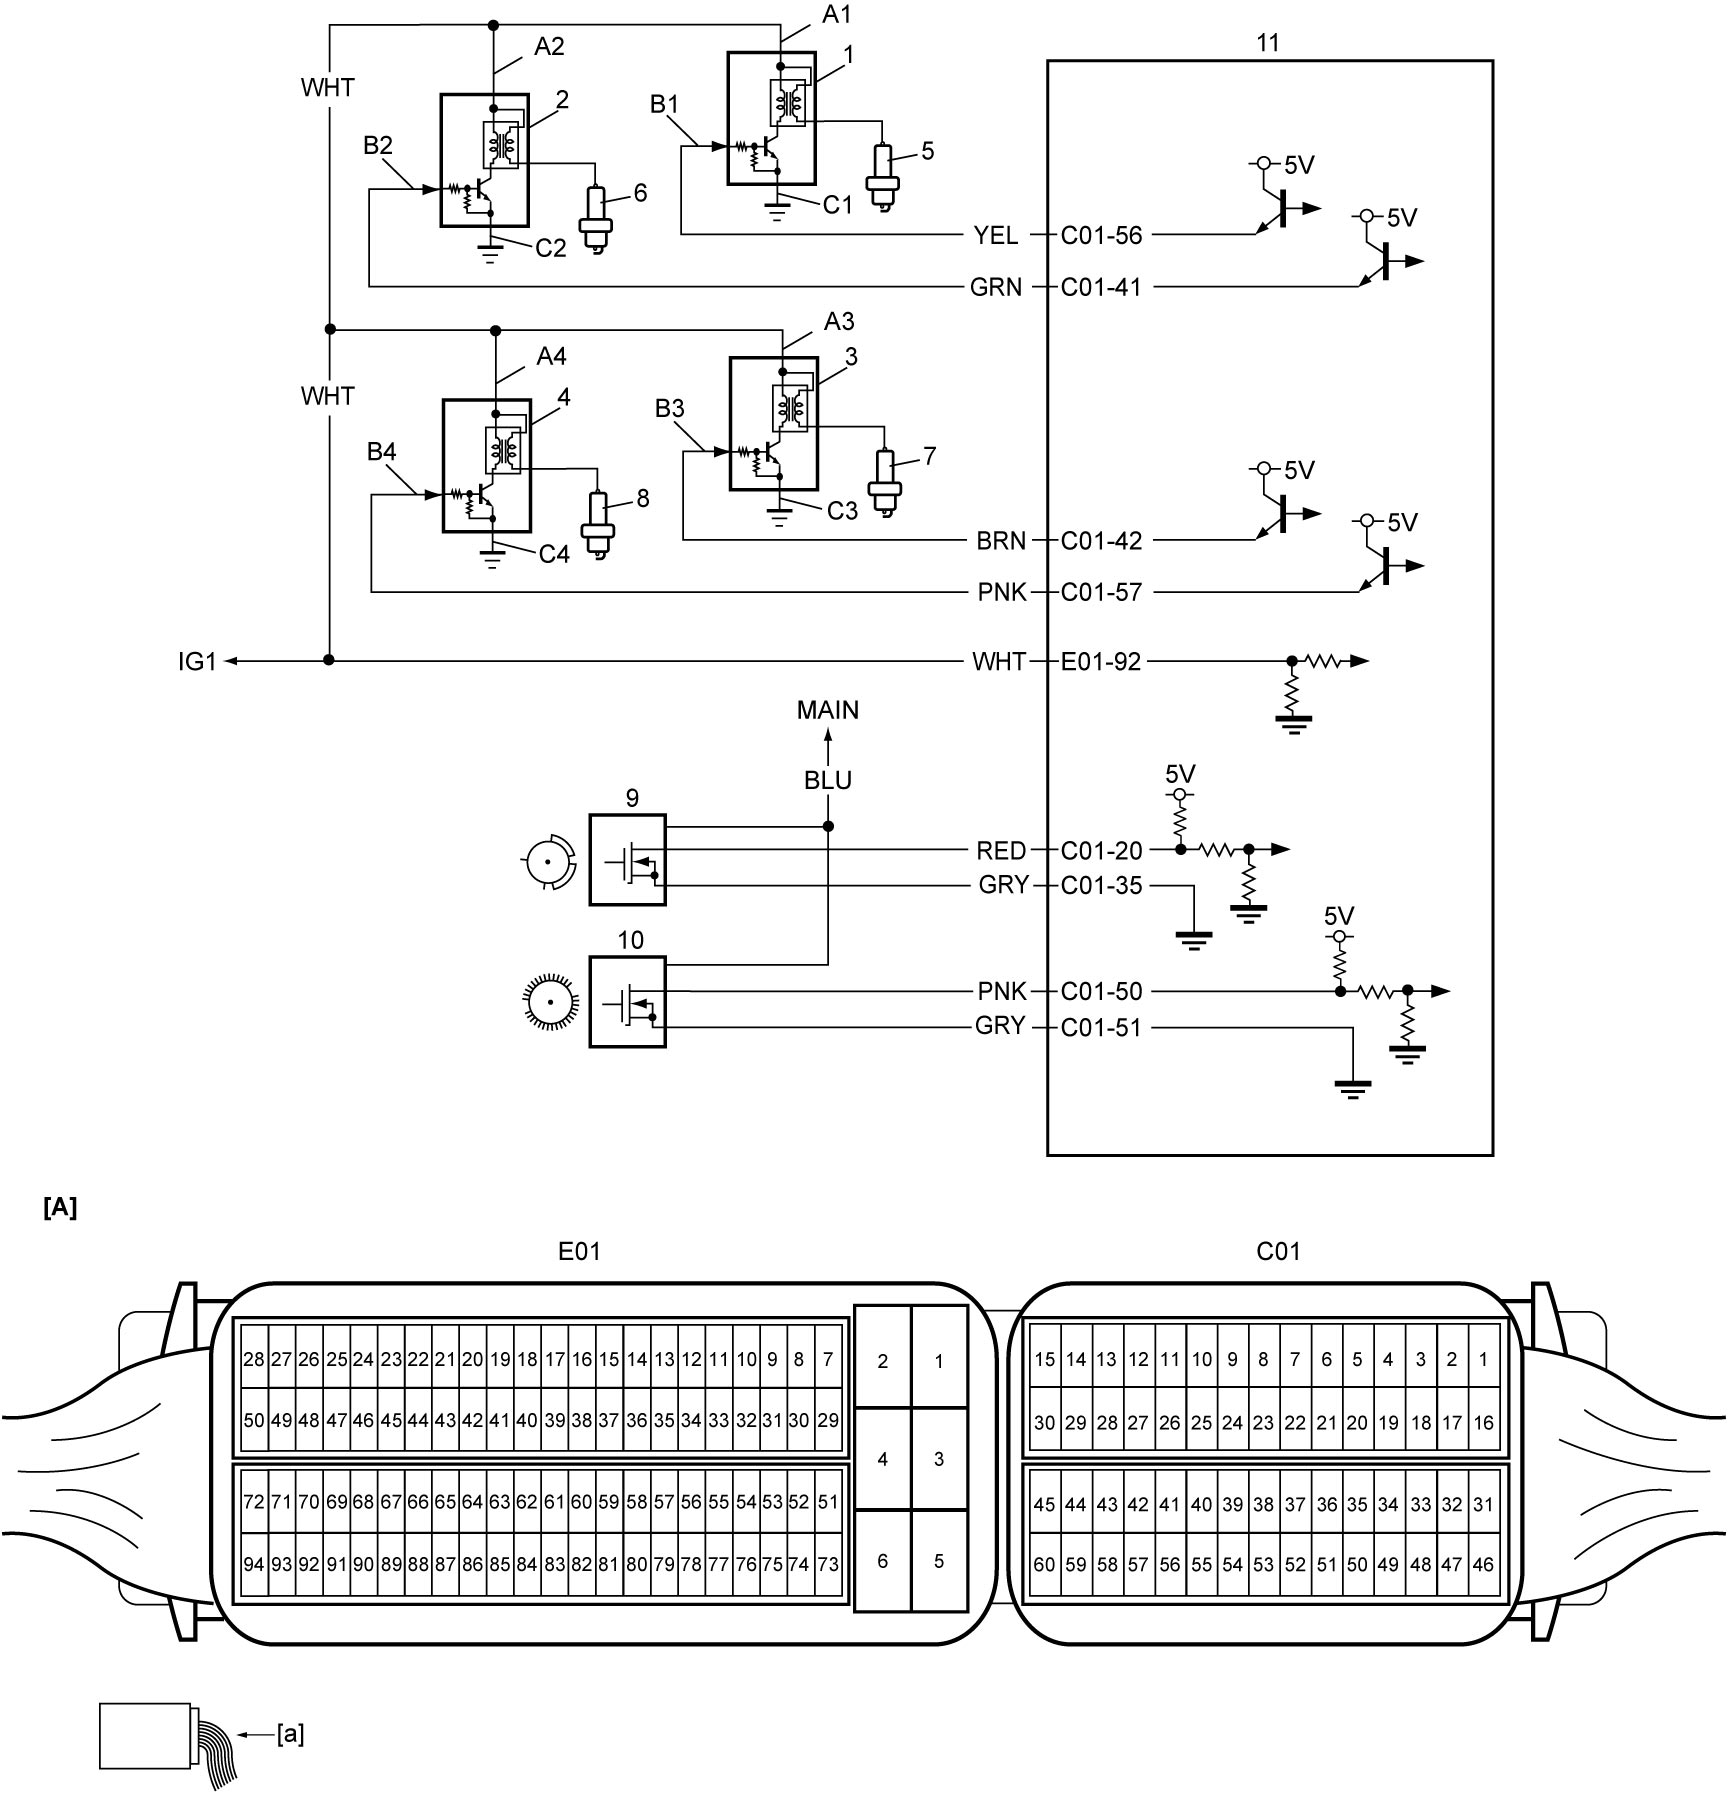 A1
A2
11
WHT
1
2
B1
B2
5
5V
6
C1
5V
C2
YEL C01-56
GRN C01-41
A3
A4
3
WHT
4
B3
B4
7
5V
8
C3
5V
C4
BRN C01-42
PNK C01-57
IG1 WHT E01-92
MAIN
BLU
5V
9
RED C01-20
GRY C01-35
5V
10
PNK C01-50
GRY C01-51
[A]
E01 C01
28 27 26 25 24 23 22 21 20 19 18 17 16 15 14 13 12 11 10 9 8 7 2 1 15 14 13 12 11 10 9 8 7 6 5 4 3 2 1
50 49 48 47 46 45 44 43 42 41 40 39 38 37 36 35 34 33 32 31 30 29 30 29 28 27 26 25 24 23 22 21 20 19 18 17 16
4 3
72 71 70 69 68 67 66 65 64 63 62 61 60 59 58 57 56 55 54 53 52 51 45 44 43 42 41 40 39 38 37 36 35 34 33 32 31
94 93 92 91 90 89 88 87 86 85 84 83 82 81 80 79 78 77 76 75 74 73 6 5 60 59 58 57 56 55 54 53 52 51 50 49 48 47 46
[a]